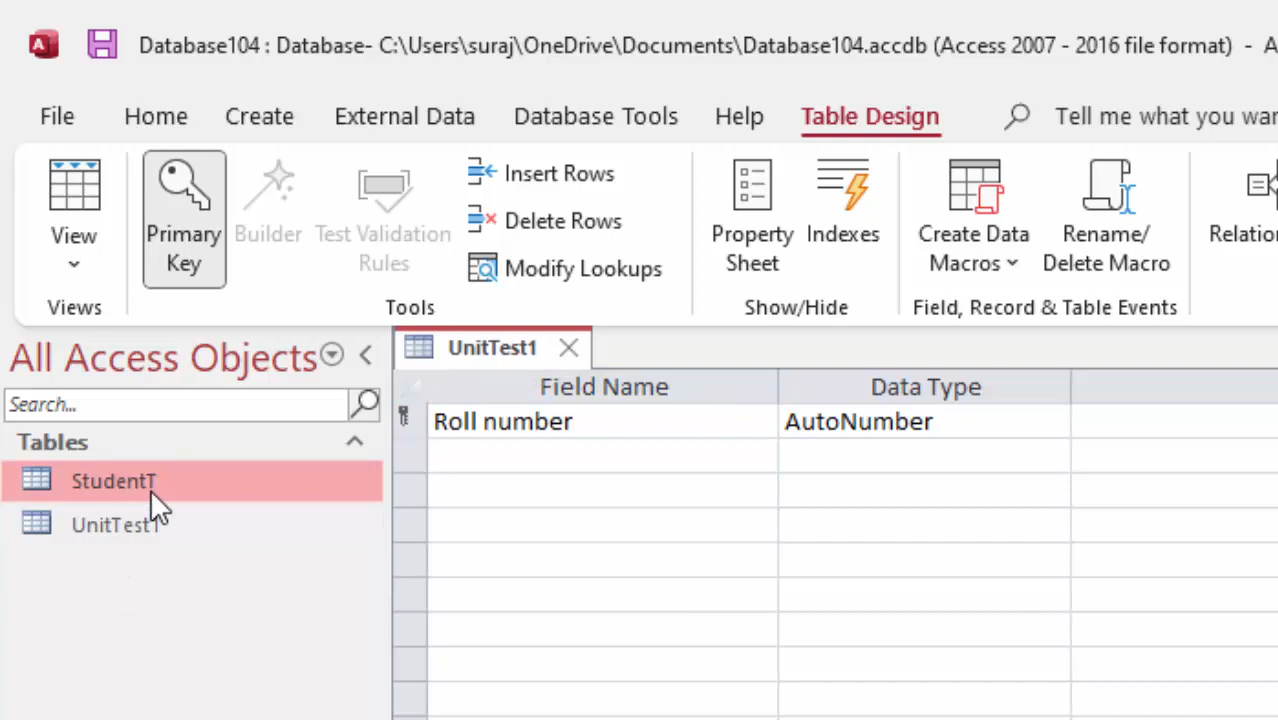 Database104 : Database- C:\Users\suraj\OneDrive\Documents\Database104.accdb (Access 2007 - 2016 file format) - A
File Home Create External Data Database Tools Help Table Design Tell me what you wan
View
Views
Primary Key
Builder
Test Validation Rules
Insert Rows
Delete Rows
Modify Lookups
Tools
Property Sheet
Indexes
Show/Hide
Create Data Macros
Rename/ Delete Macro
Field, Record & Table Events
Relation
All Access Objects
Search...
Tables
StudentT
UnitTest1
UnitTest1
Field Name Data Type
Roll number AutoNumber